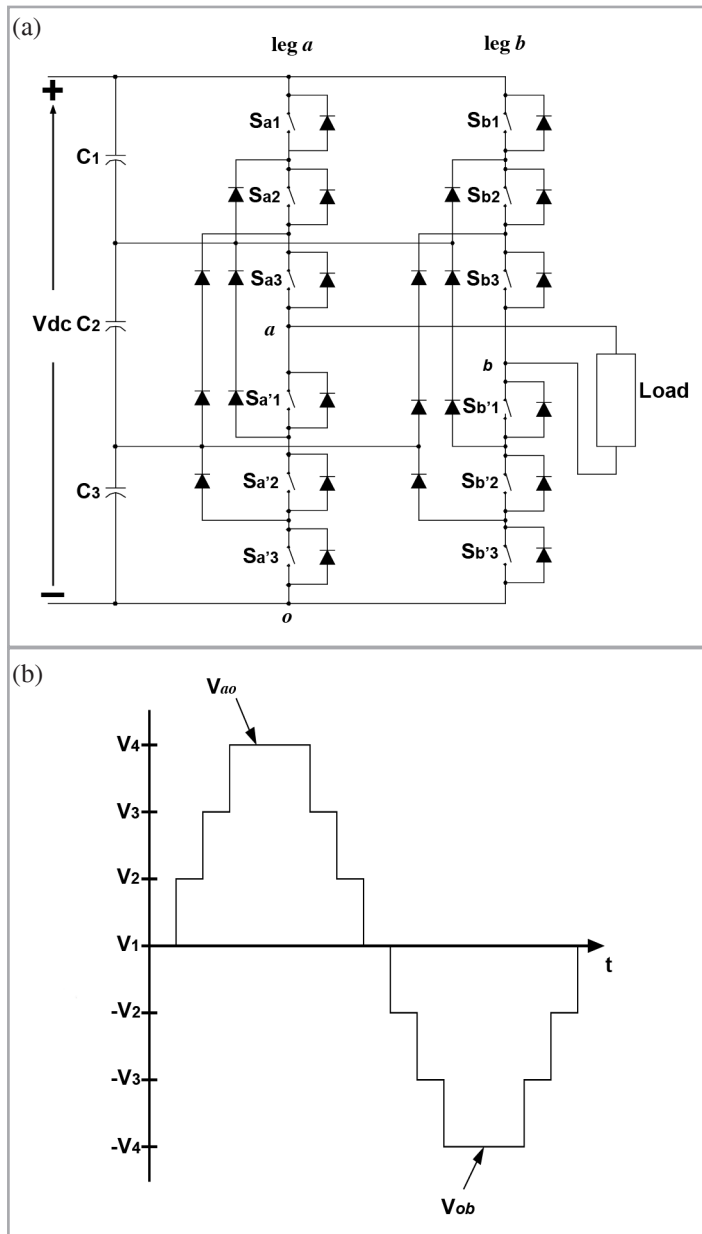 (a)
leg a
leg b
+
Sa1
Sb1
C1
Sa2
Sb2
Sa3
Sb3
Vdc C2
a
b
Load
Sa'1
Sb'1
C3
Sa'2
Sb'2
Sa'3
Sb'3
−
o
(b)
Vao
V4
V3
V2
V1
t
-V2
-V3
-V4
Vob